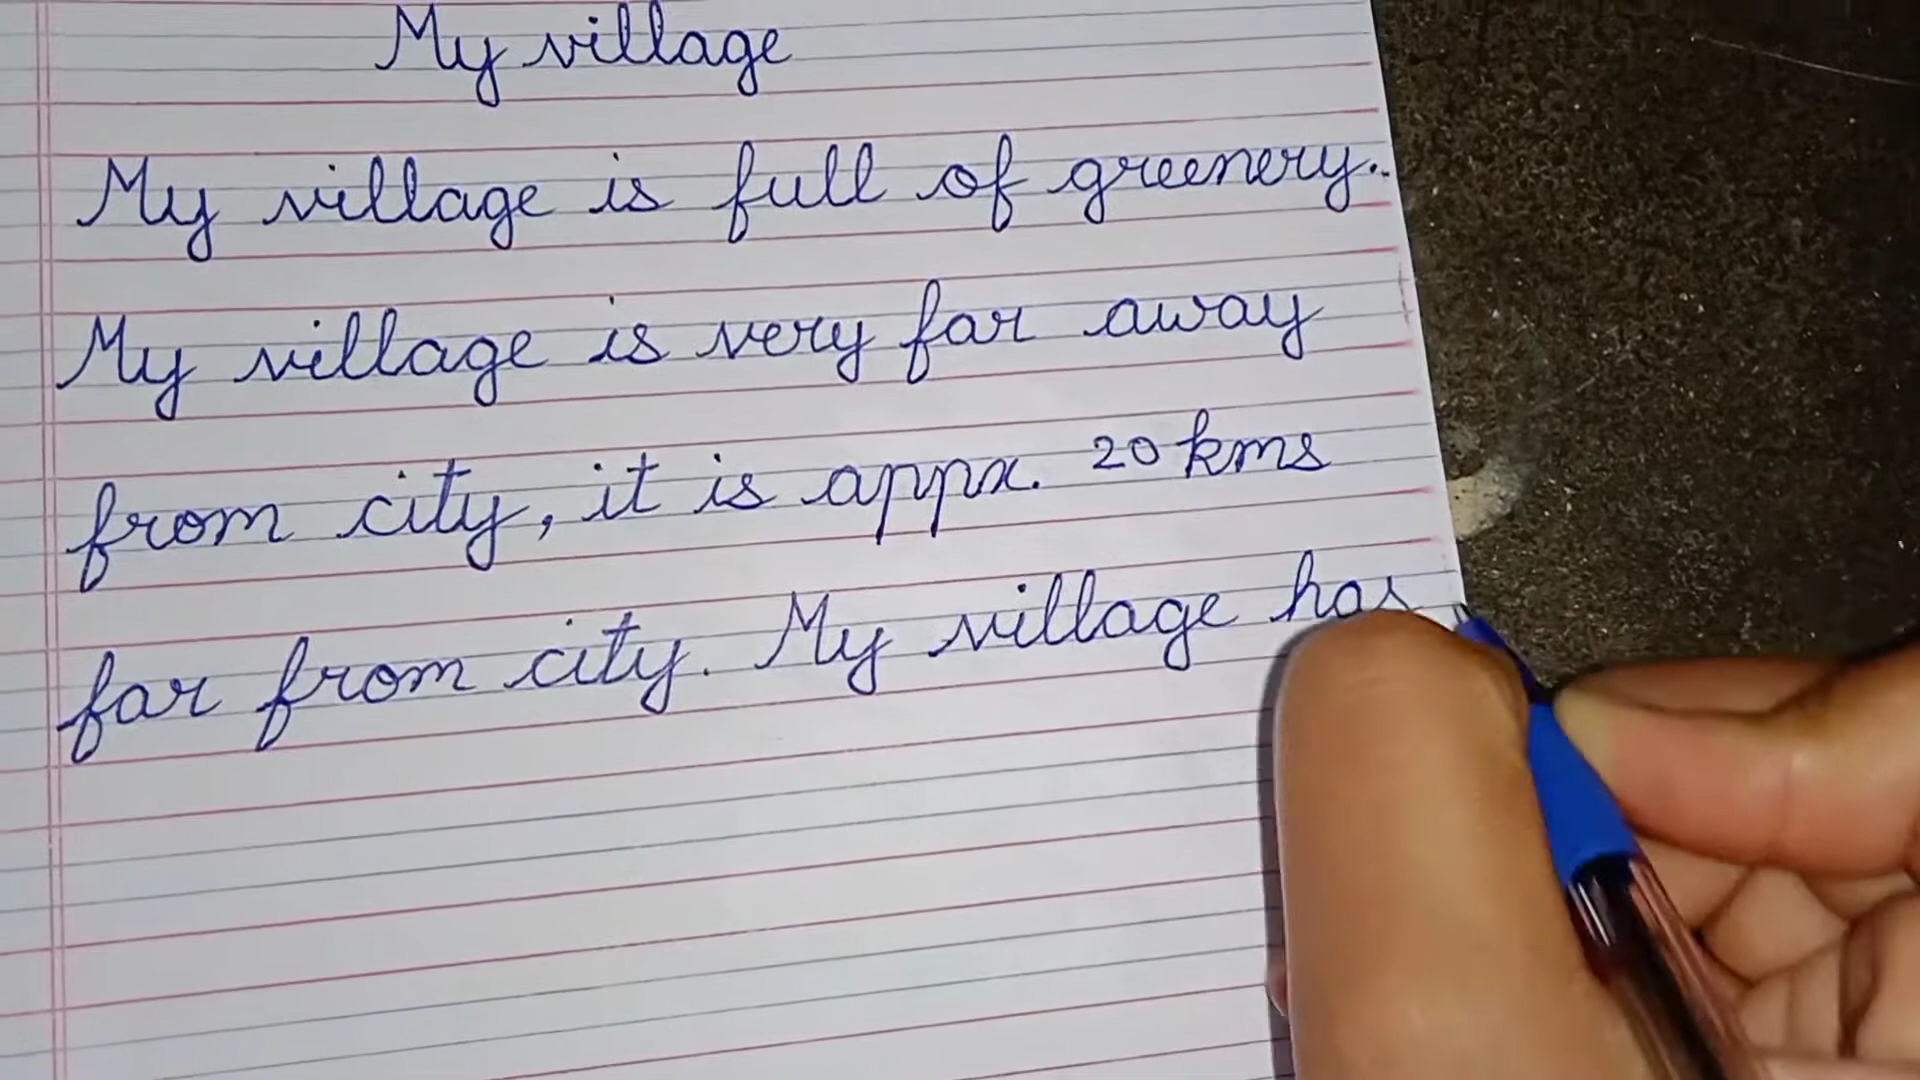 My village
My village is full of greenery.
My village is very far away
from city, it is appx. 20 kms
far from city. My village has